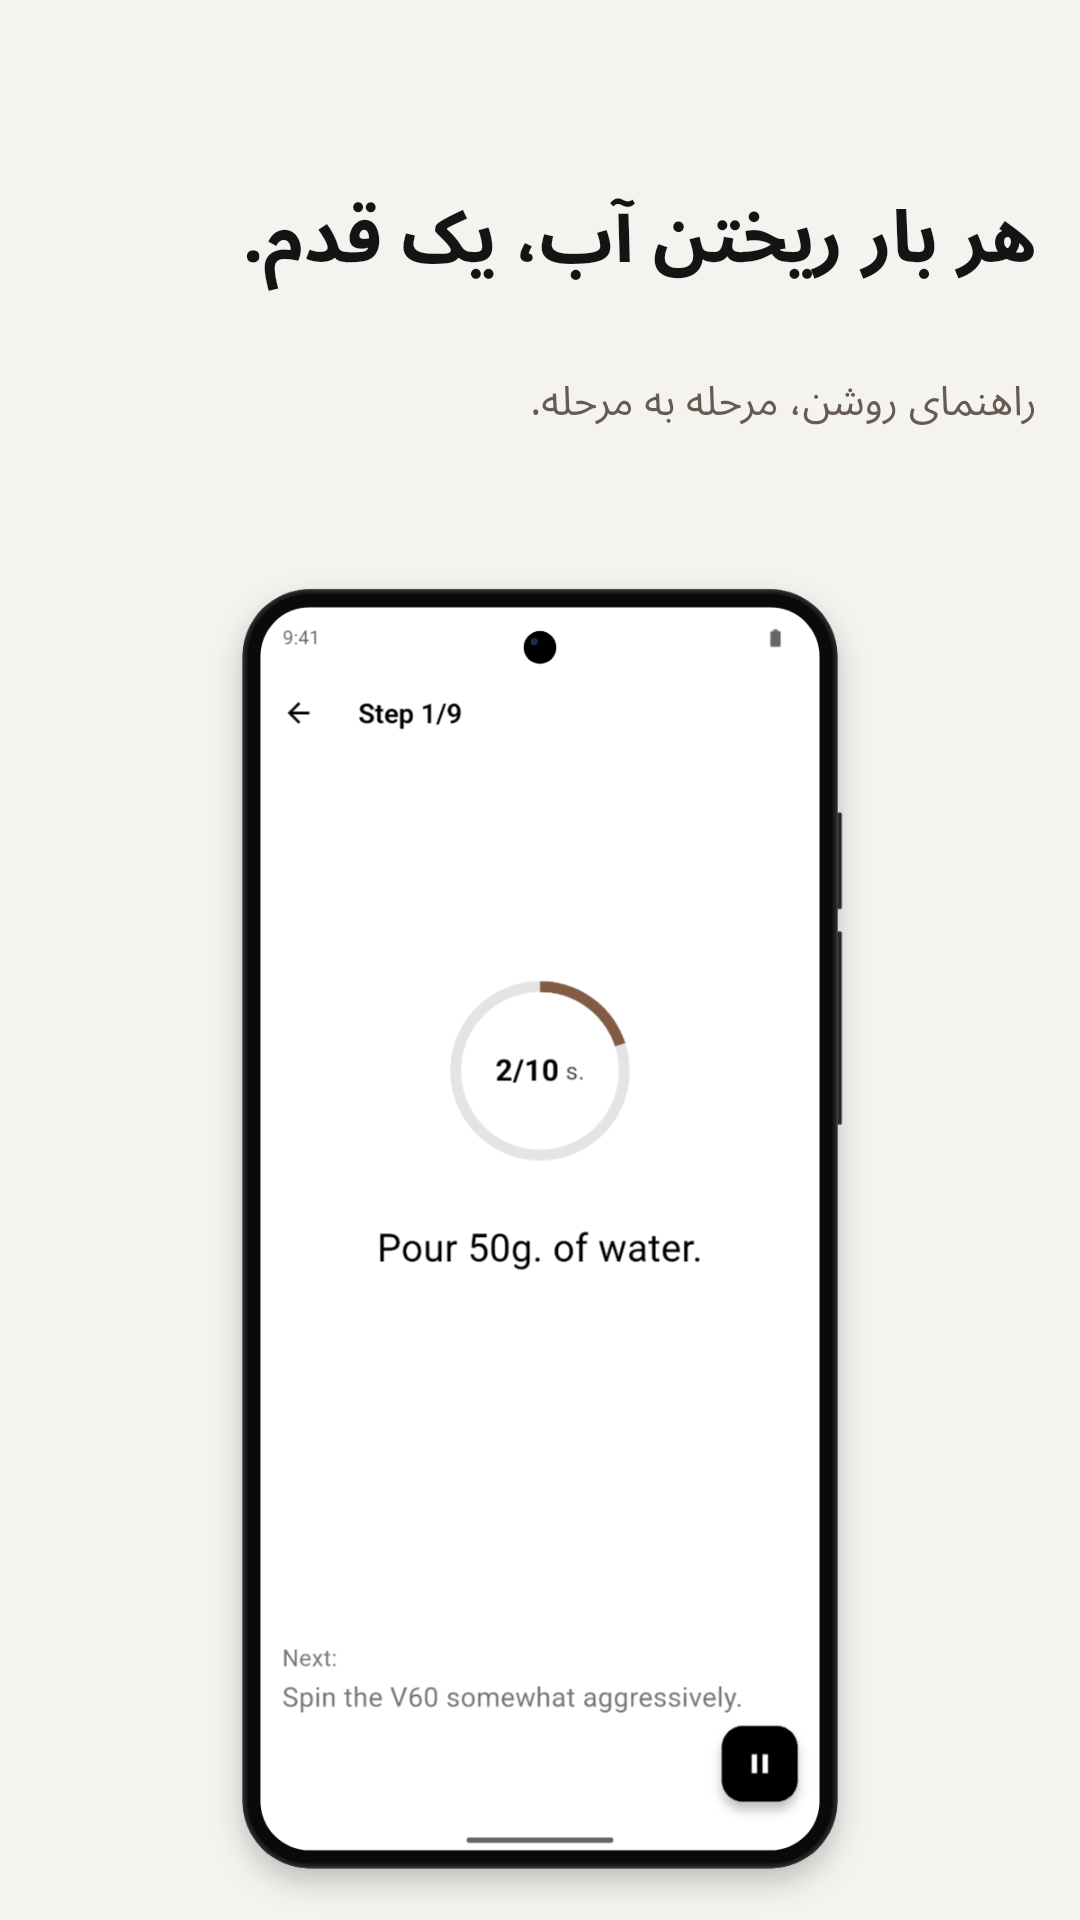 هر بار ریختن آب، یک قدم.
راهنمای روشن، مرحله به مرحله.
9:41
Step 1/9
2/10 s.
Pour 50g. of water.
Next:
Spin the V60 somewhat aggressively.